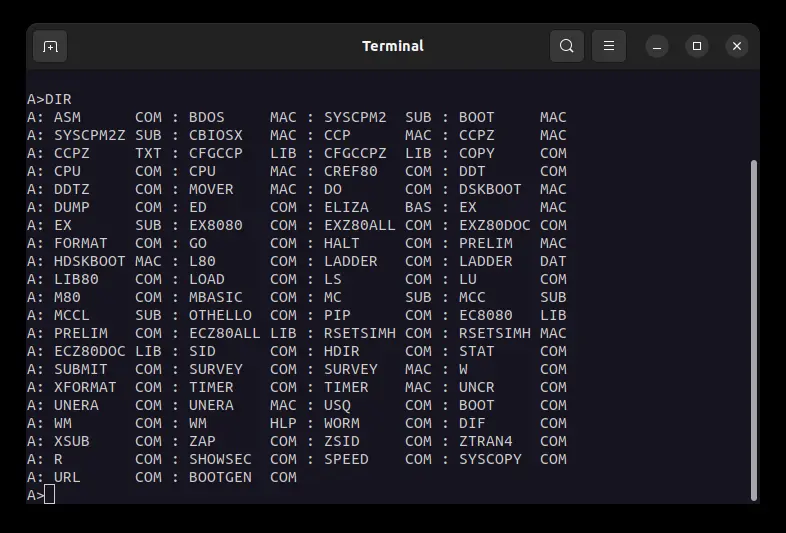 Terminal
A>DIR
A: ASM      COM : BDOS     MAC : SYSCPM2  SUB : BOOT     MAC
A: SYSCPM2Z SUB : CBIOSX   MAC : CCP      MAC : CCPZ     MAC
A: CCPZ     TXT : CFGCCP   LIB : CFGCCPZ  LIB : COPY     COM
A: CPU      COM : CPU      MAC : CREF80   COM : DDT      COM
A: DDTZ     COM : MOVER    MAC : DO       COM : DSKBOOT  MAC
A: DUMP     COM : ED       COM : ELIZA    BAS : EX       MAC
A: EX       SUB : EX8080   COM : EXZ80ALL COM : EXZ80DOC COM
A: FORMAT   COM : GO       COM : HALT     COM : PRELIM   MAC
A: HDSKBOOT MAC : L80      COM : LADDER   COM : LADDER   DAT
A: LIB80    COM : LOAD     COM : LS       COM : LU       COM
A: M80      COM : MBASIC   COM : MC       SUB : MCC      SUB
A: MCCL     SUB : OTHELLO  COM : PIP      COM : EC8080   LIB
A: PRELIM   COM : ECZ80ALL LIB : RSETSIMH COM : RSETSIMH MAC
A: ECZ80DOC LIB : SID      COM : HDIR     COM : STAT     COM
A: SUBMIT   COM : SURVEY   COM : SURVEY   MAC : W        COM
A: XFORMAT  COM : TIMER    COM : TIMER    MAC : UNCR     COM
A: UNERA    COM : UNERA    MAC : USQ      COM : BOOT     COM
A: WM       COM : WM       HLP : WORM     COM : DIF      COM
A: XSUB     COM : ZAP      COM : ZSID     COM : ZTRAN4   COM
A: R        COM : SHOWSEC  COM : SPEED    COM : SYSCOPY  COM
A: URL      COM : BOOTGEN  COM
A>